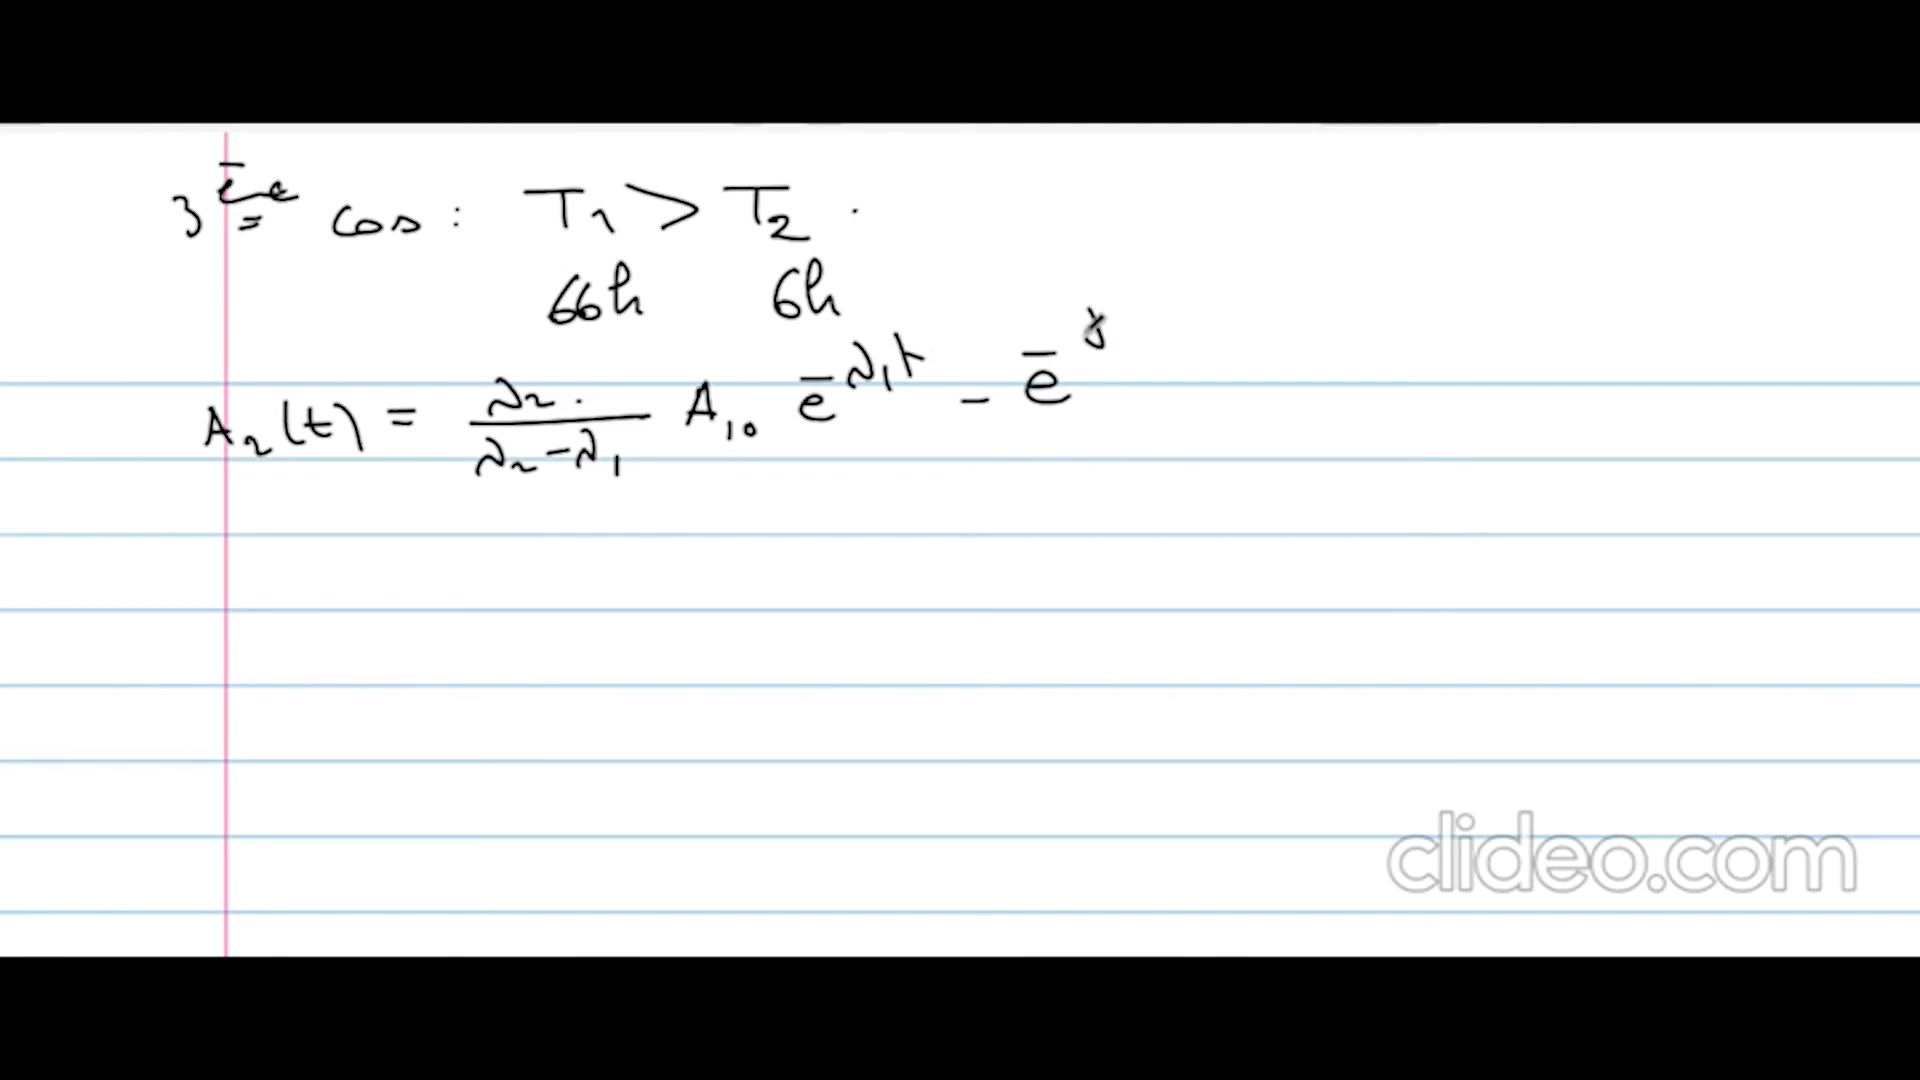 3ème cas : T₁ > T₂ .
66h 6h
A₂(t) = λ₂ . / (λ₂ - λ₁) A₁₀ e^-λ₁t - e^-
clideo.com